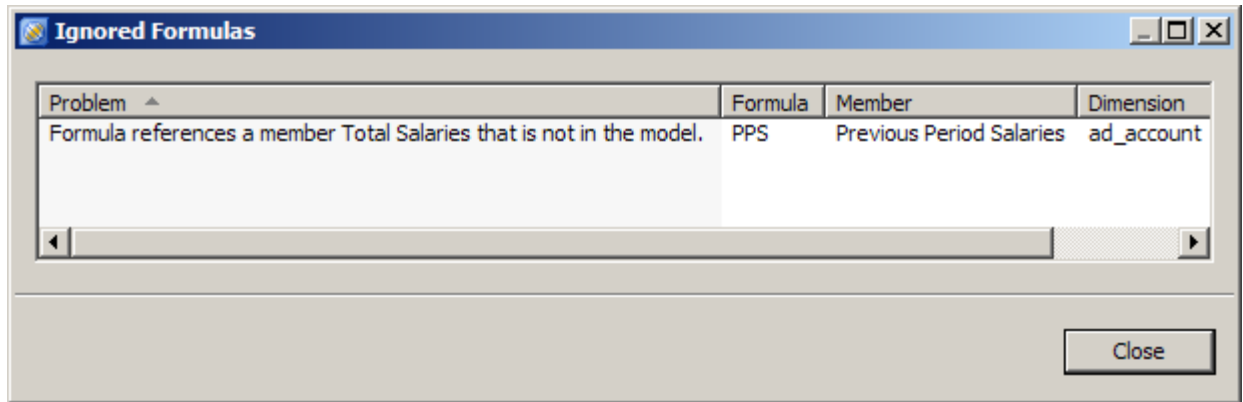 Ignored Formulas
Problem Formula Member Dimension
Formula references a member Total Salaries that is not in the model. PPS Previous Period Salaries ad_account
Close